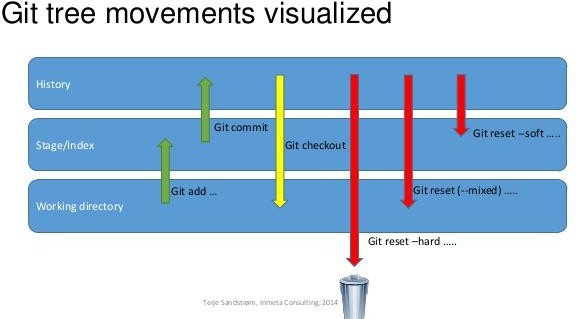 Git tree movements visualized
History
Git commit
Git reset –soft …..
Stage/Index
Git checkout
Git add …
Git reset (--mixed) …..
Working directory
Git reset –hard …..
Terje Sandstrøm, Inmeta Consulting, 2014